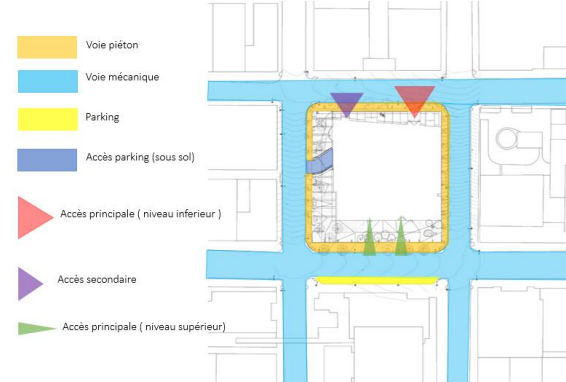 Voie piéton
Voie mécanique
Parking
Accès parking (sous sol)
Accès principale ( niveau inferieur )
Accès secondaire
Accès principale ( niveau supérieur)